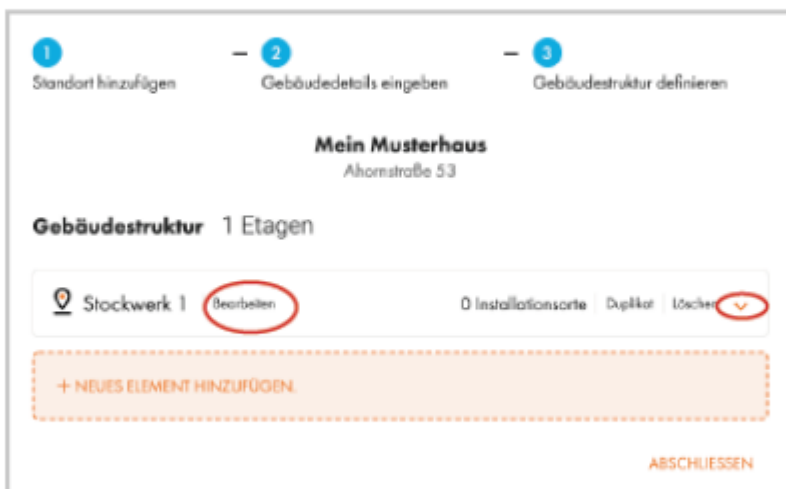 1 – 2 – 3
Standort hinzufügen Gebäudedetails eingeben Gebäudestruktur definieren
Mein Musterhaus
Ahornstraße 53
Gebäudestruktur 1 Etagen
Stockwerk 1 Bearbeiten 0 Installationsorte Duplikat Löschen
+ NEUES ELEMENT HINZUFÜGEN.
ABSCHLIESSEN